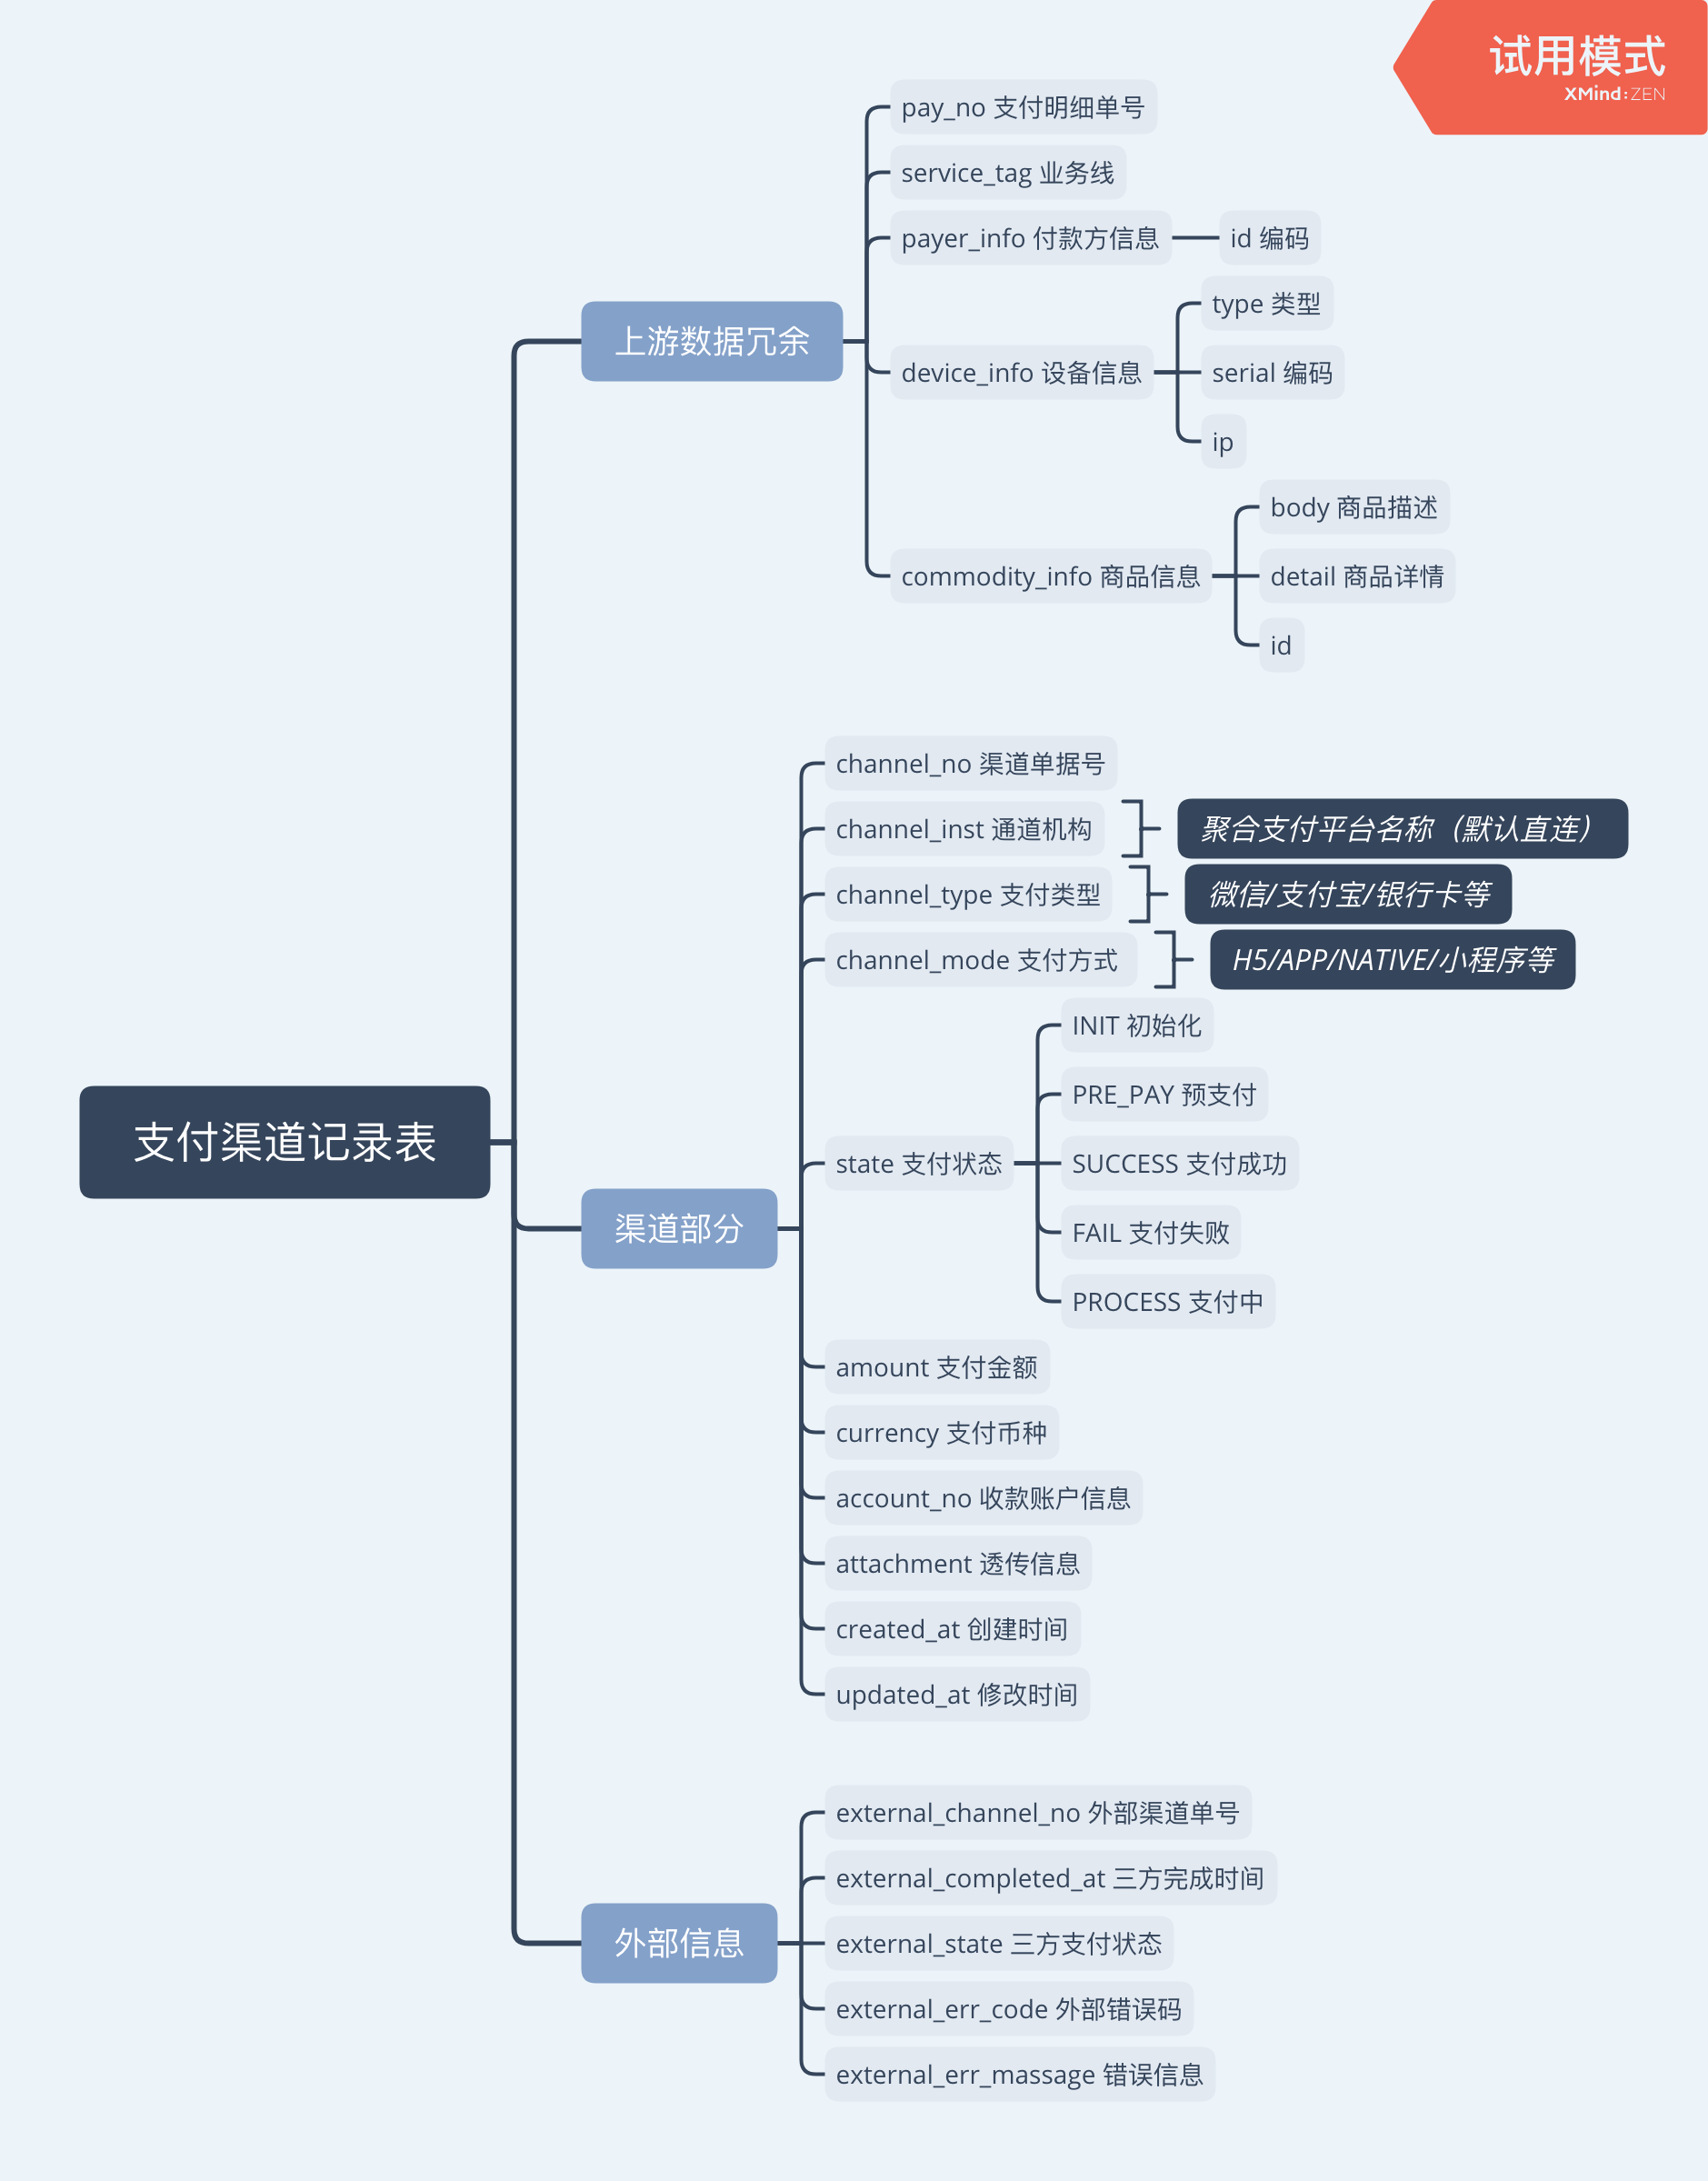 试用模式
XMind:ZEN
支付渠道记录表
上游数据冗余
pay_no 支付明细单号
service_tag 业务线
payer_info 付款方信息
id 编码
device_info 设备信息
type 类型
serial 编码
ip
commodity_info 商品信息
body 商品描述
detail 商品详情
id
渠道部分
channel_no 渠道单据号
channel_inst 通道机构
聚合支付平台名称（默认直连）
channel_type 支付类型
微信/支付宝/银行卡等
channel_mode 支付方式
H5/APP/NATIVE/小程序等
state 支付状态
INIT 初始化
PRE_PAY 预支付
SUCCESS 支付成功
FAIL 支付失败
PROCESS 支付中
amount 支付金额
currency 支付币种
account_no 收款账户信息
attachment 透传信息
created_at 创建时间
updated_at 修改时间
外部信息
external_channel_no 外部渠道单号
external_completed_at 三方完成时间
external_state 三方支付状态
external_err_code 外部错误码
external_err_massage 错误信息